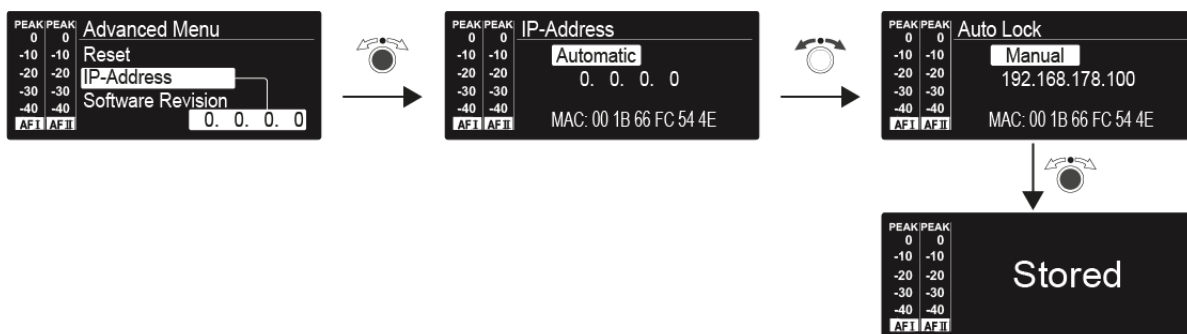 PEAK PEAK
0 0
-10 -10
-20 -20
-30 -30
-40 -40
AF I AF II
Advanced Menu
Reset
IP-Address
Software Revision
0. 0. 0. 0
PEAK PEAK
0 0
-10 -10
-20 -20
-30 -30
-40 -40
AF I AF II
IP-Address
Automatic
0. 0. 0. 0
MAC: 00 1B 66 FC 54 4E
PEAK PEAK
0 0
-10 -10
-20 -20
-30 -30
-40 -40
AF I AF II
Auto Lock
Manual
192.168.178.100
MAC: 00 1B 66 FC 54 4E
PEAK PEAK
0 0
-10 -10
-20 -20
-30 -30
-40 -40
AF I AF II
Stored